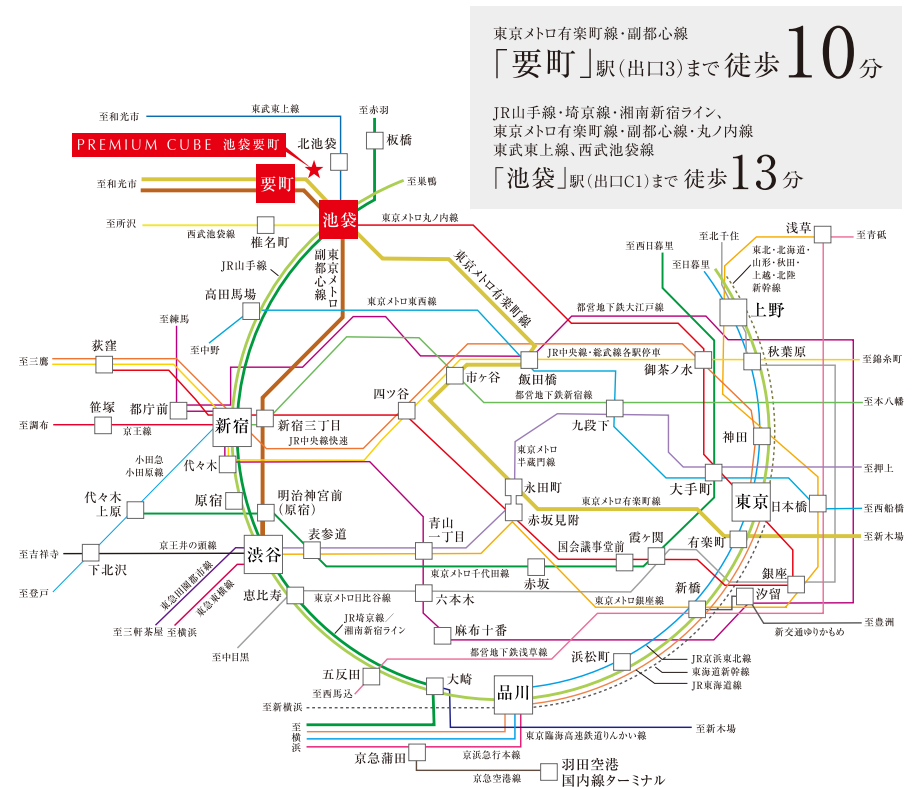 東京メトロ有楽町線・副都心線
「要町」駅（出口3）まで 徒歩10分
JR山手線・埼京線・湘南新宿ライン、
東京メトロ有楽町線・副都心線・丸ノ内線
東武東上線、西武池袋線
「池袋」駅（出口C1）まで 徒歩13分
至和光市
東武東上線
至赤羽
PREMIUM CUBE 池袋要町
北池袋
板橋
至和光市
要町
至巣鴨
池袋
至所沢
西武池袋線
椎名町
東京メトロ丸ノ内線
JR山手線
東京メトロ
副都心線
東京メトロ有楽町線
至西日暮里
至北千住
浅草
至青砥
至日暮里
東北・北海道・
山形・秋田・
上越・北陸
新幹線
高田馬場
東京メトロ東西線
都営地下鉄大江戸線
上野
至練馬
至中野
荻窪
至三鷹
飯田橋
JR中央線・総武線各駅停車
御茶ノ水
秋葉原
至錦糸町
市ヶ谷
都営地下鉄新宿線
至本八幡
笹塚
都庁前
至調布
京王線
新宿
新宿三丁目
四ツ谷
JR中央線快速
九段下
神田
小田急
小田原線
代々木
東京メトロ
半蔵門線
至押上
大手町
永田町
原宿
明治神宮前
（原宿）
代々木
上原
東京メトロ有楽町線
東京
日本橋
至西船橋
赤坂見附
表参道
青山
一丁目
霞ヶ関
国会議事堂前
有楽町
至新木場
至吉祥寺
京王井の頭線
下北沢
渋谷
東京メトロ千代田線
赤坂
銀座
至登戸
東急田園都市線
東急東横線
恵比寿
東京メトロ日比谷線
六本木
東京メトロ銀座線
新橋
汐留
至三軒茶屋
至横浜
JR埼京線／
湘南新宿ライン
麻布十番
新交通ゆりかもめ
至豊洲
至中目黒
都営地下鉄浅草線
浜松町
JR京浜東北線
東海道新幹線
JR東海道線
五反田
至西馬込
大崎
品川
至新横浜
至横浜
東京臨海高速鉄道りんかい線
至新木場
京浜急行本線
京急蒲田
京急空港線
羽田空港
国内線ターミナル